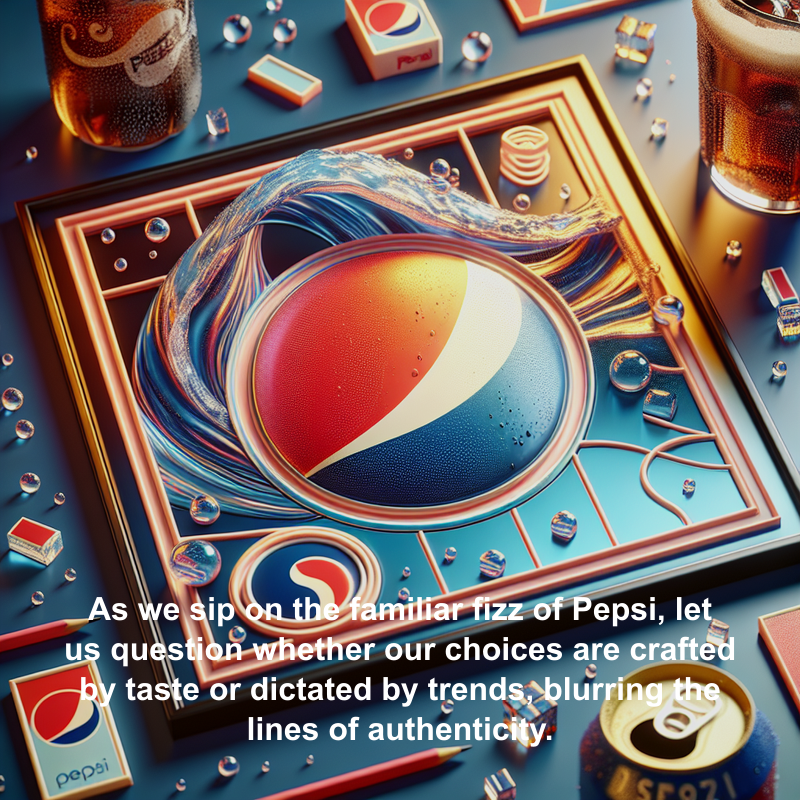 As we sip on the familiar fizz of Pepsi, let
us question whether our choices are crafted
by taste or dictated by trends, blurring the
lines of authenticity.
pepsi